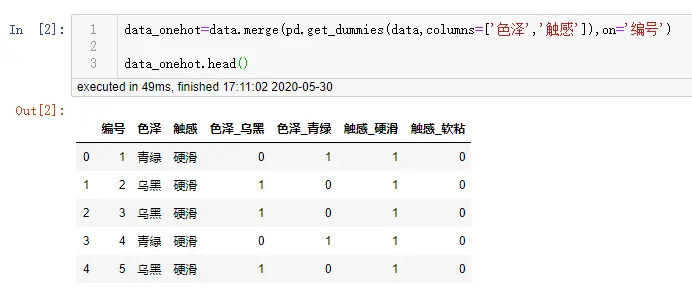 In [2]:
1 data_onehot=data.merge(pd.get_dummies(data,columns=['色泽','触感']),on='编号')
2
3 data_onehot.head()
executed in 49ms, finished 17:11:02 2020-05-30
Out[2]:
编号 色泽 触感 色泽_乌黑 色泽_青绿 触感_硬滑 触感_软粘
0 1 青绿 硬滑 0 1 1 0
1 2 乌黑 硬滑 1 0 1 0
2 3 乌黑 硬滑 1 0 1 0
3 4 青绿 硬滑 0 1 1 0
4 5 乌黑 硬滑 1 0 1 0